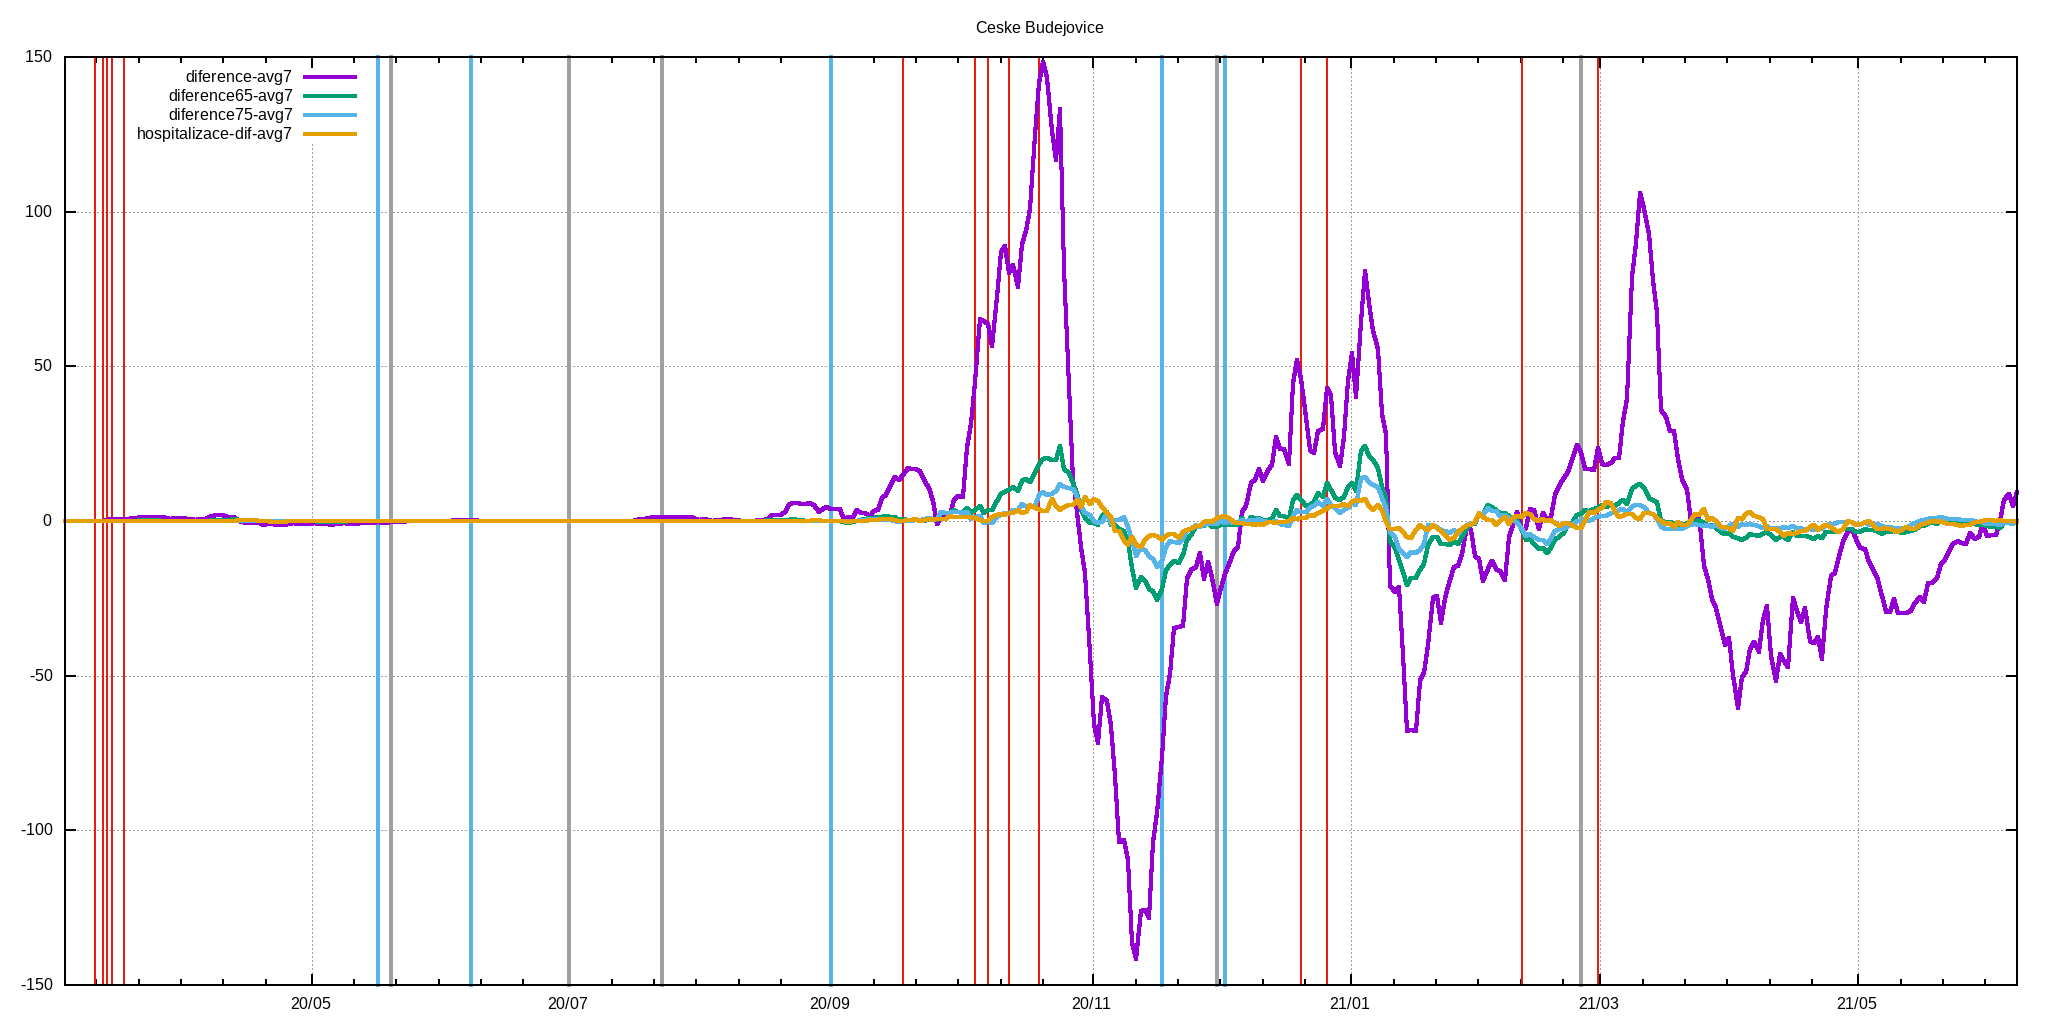 Ceske Budejovice
150
100
50
0
-50
-100
-150
diference-avg7
diference65-avg7
diference75-avg7
hospitalizace-dif-avg7
20/05
20/07
20/09
20/11
21/01
21/03
21/05